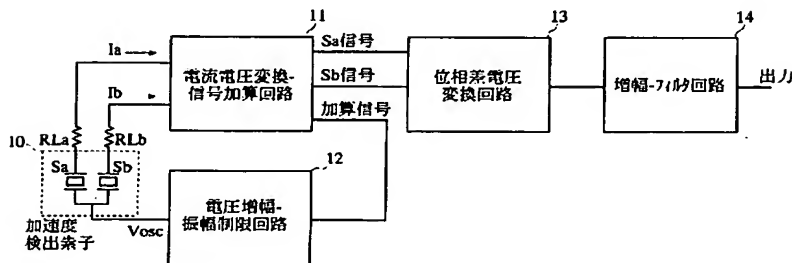 11
13
14
Ia
Ib
電流電圧変換-
信号加算回路
Sa信号
Sb信号
加算信号
位相差電圧
変換回路
増幅-フィルタ回路
出力
RLa
RLb
10
Sa
Sb
12
電圧増幅-
振幅制限回路
加速度
検出素子
Vosc